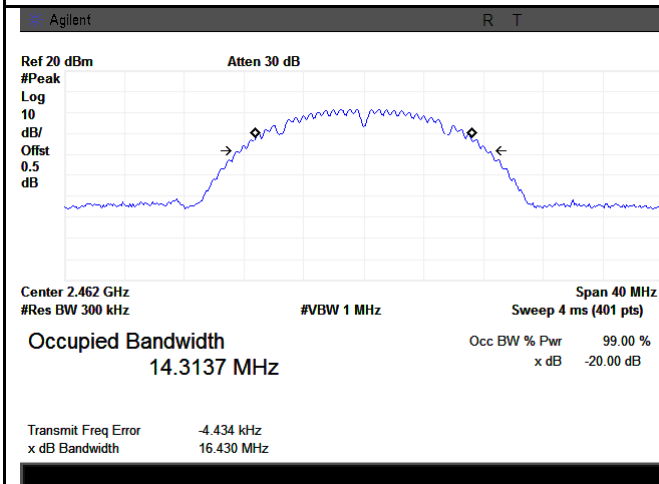 Agilent R T
Ref 20 dBm Atten 30 dB
#Peak
Log
10
dB/
Offst
0.5
dB
Center 2.462 GHz Span 40 MHz
#Res BW 300 kHz #VBW 1 MHz Sweep 4 ms (401 pts)
Occupied Bandwidth Occ BW % Pwr 99.00 %
14.3137 MHz x dB -20.00 dB
Transmit Freq Error -4.434 kHz
x dB Bandwidth 16.430 MHz